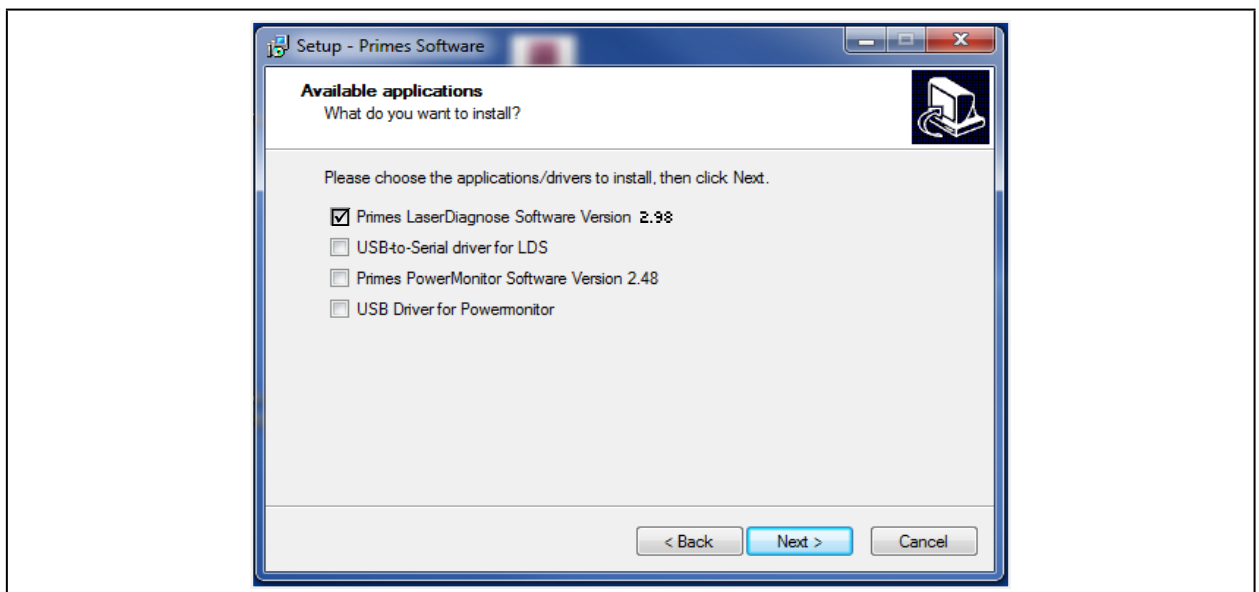 Setup - Primes Software
Available applications
What do you want to install?
Please choose the applications/drivers to install, then click Next.
Primes LaserDiagnose Software Version 2.98
USB-to-Serial driver for LDS
Primes PowerMonitor Software Version 2.48
USB Driver for Powermonitor
< Back Next > Cancel